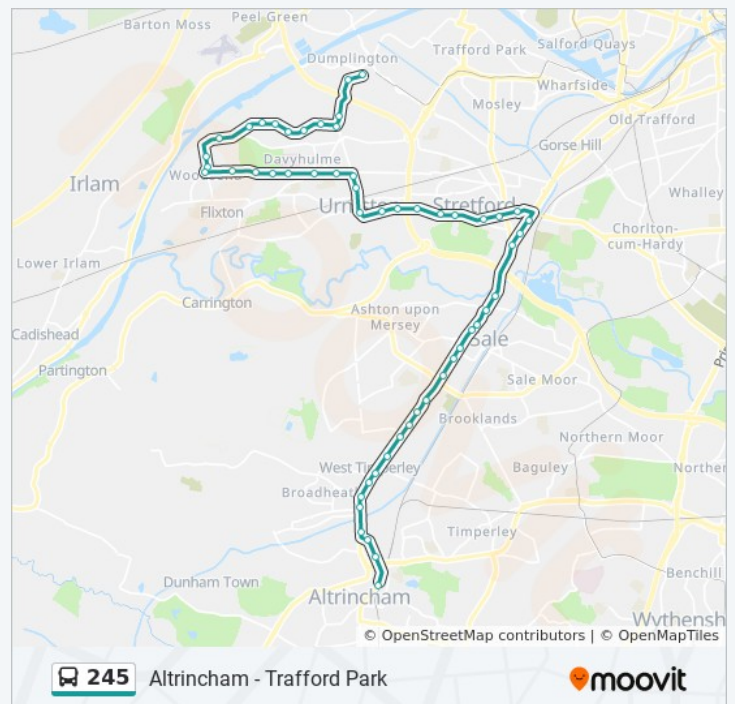 Barton Moss
Peel Green
Dumplington
Trafford Park
Salford Quays
Wharfside
Mosley
Old Trafford
Gorse Hill
Davyhulme
Irlam
Flixton
Stretford
Whalley
Chorlton-
cum-Hardy
Lower Irlam
Carrington
Ashton upon
Mersey
Cadishead
Sale
Partington
Sale Moor
Brooklands
Northern Moor
West Timperley
Baguley
Broadheat
Timperley
Benchill
Dunham Town
Altrincham
Wythensh
© OpenStreetMap contributors | © OpenMapTiles
245 Altrincham - Trafford Park moovit